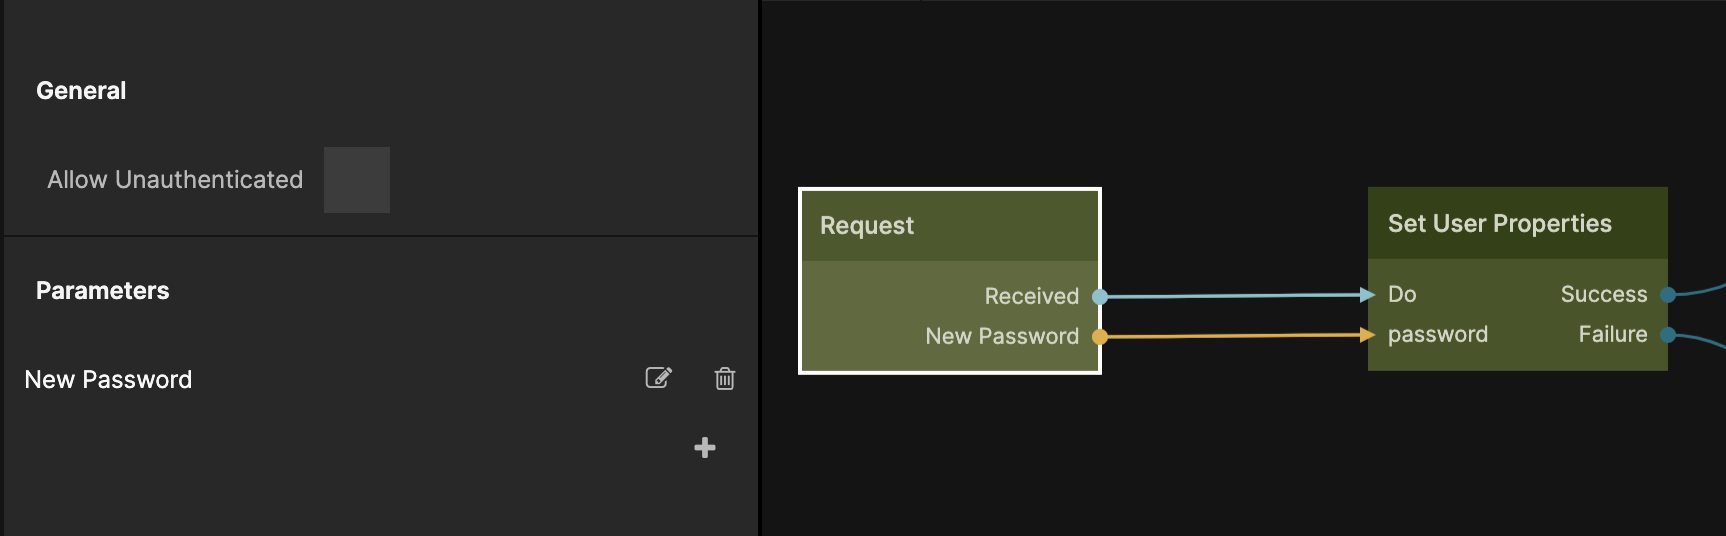 General
Allow Unauthenticated
Parameters
New Password
Request
Received
New Password
Set User Properties
Do Success
password Failure